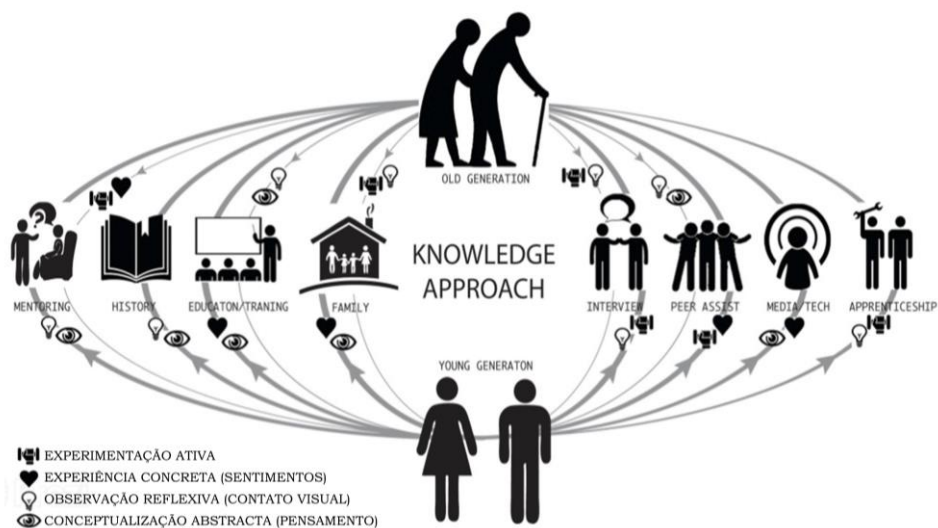 OLD GENERATION
KNOWLEDGE
APPROACH
MENTORING
HISTORY
EDUCATON/TRANING
FAMILY
INTERVIEW
PEER ASSIST
MEDIA/TECH
APPRENTICESHIP
YOUNG GENERATON
EXPERIMENTAÇÃO ATIVA
EXPERIÊNCIA CONCRETA (SENTIMENTOS)
OBSERVAÇÃO REFLEXIVA (CONTATO VISUAL)
CONCEPTUALIZAÇÃO ABSTRACTA (PENSAMENTO)